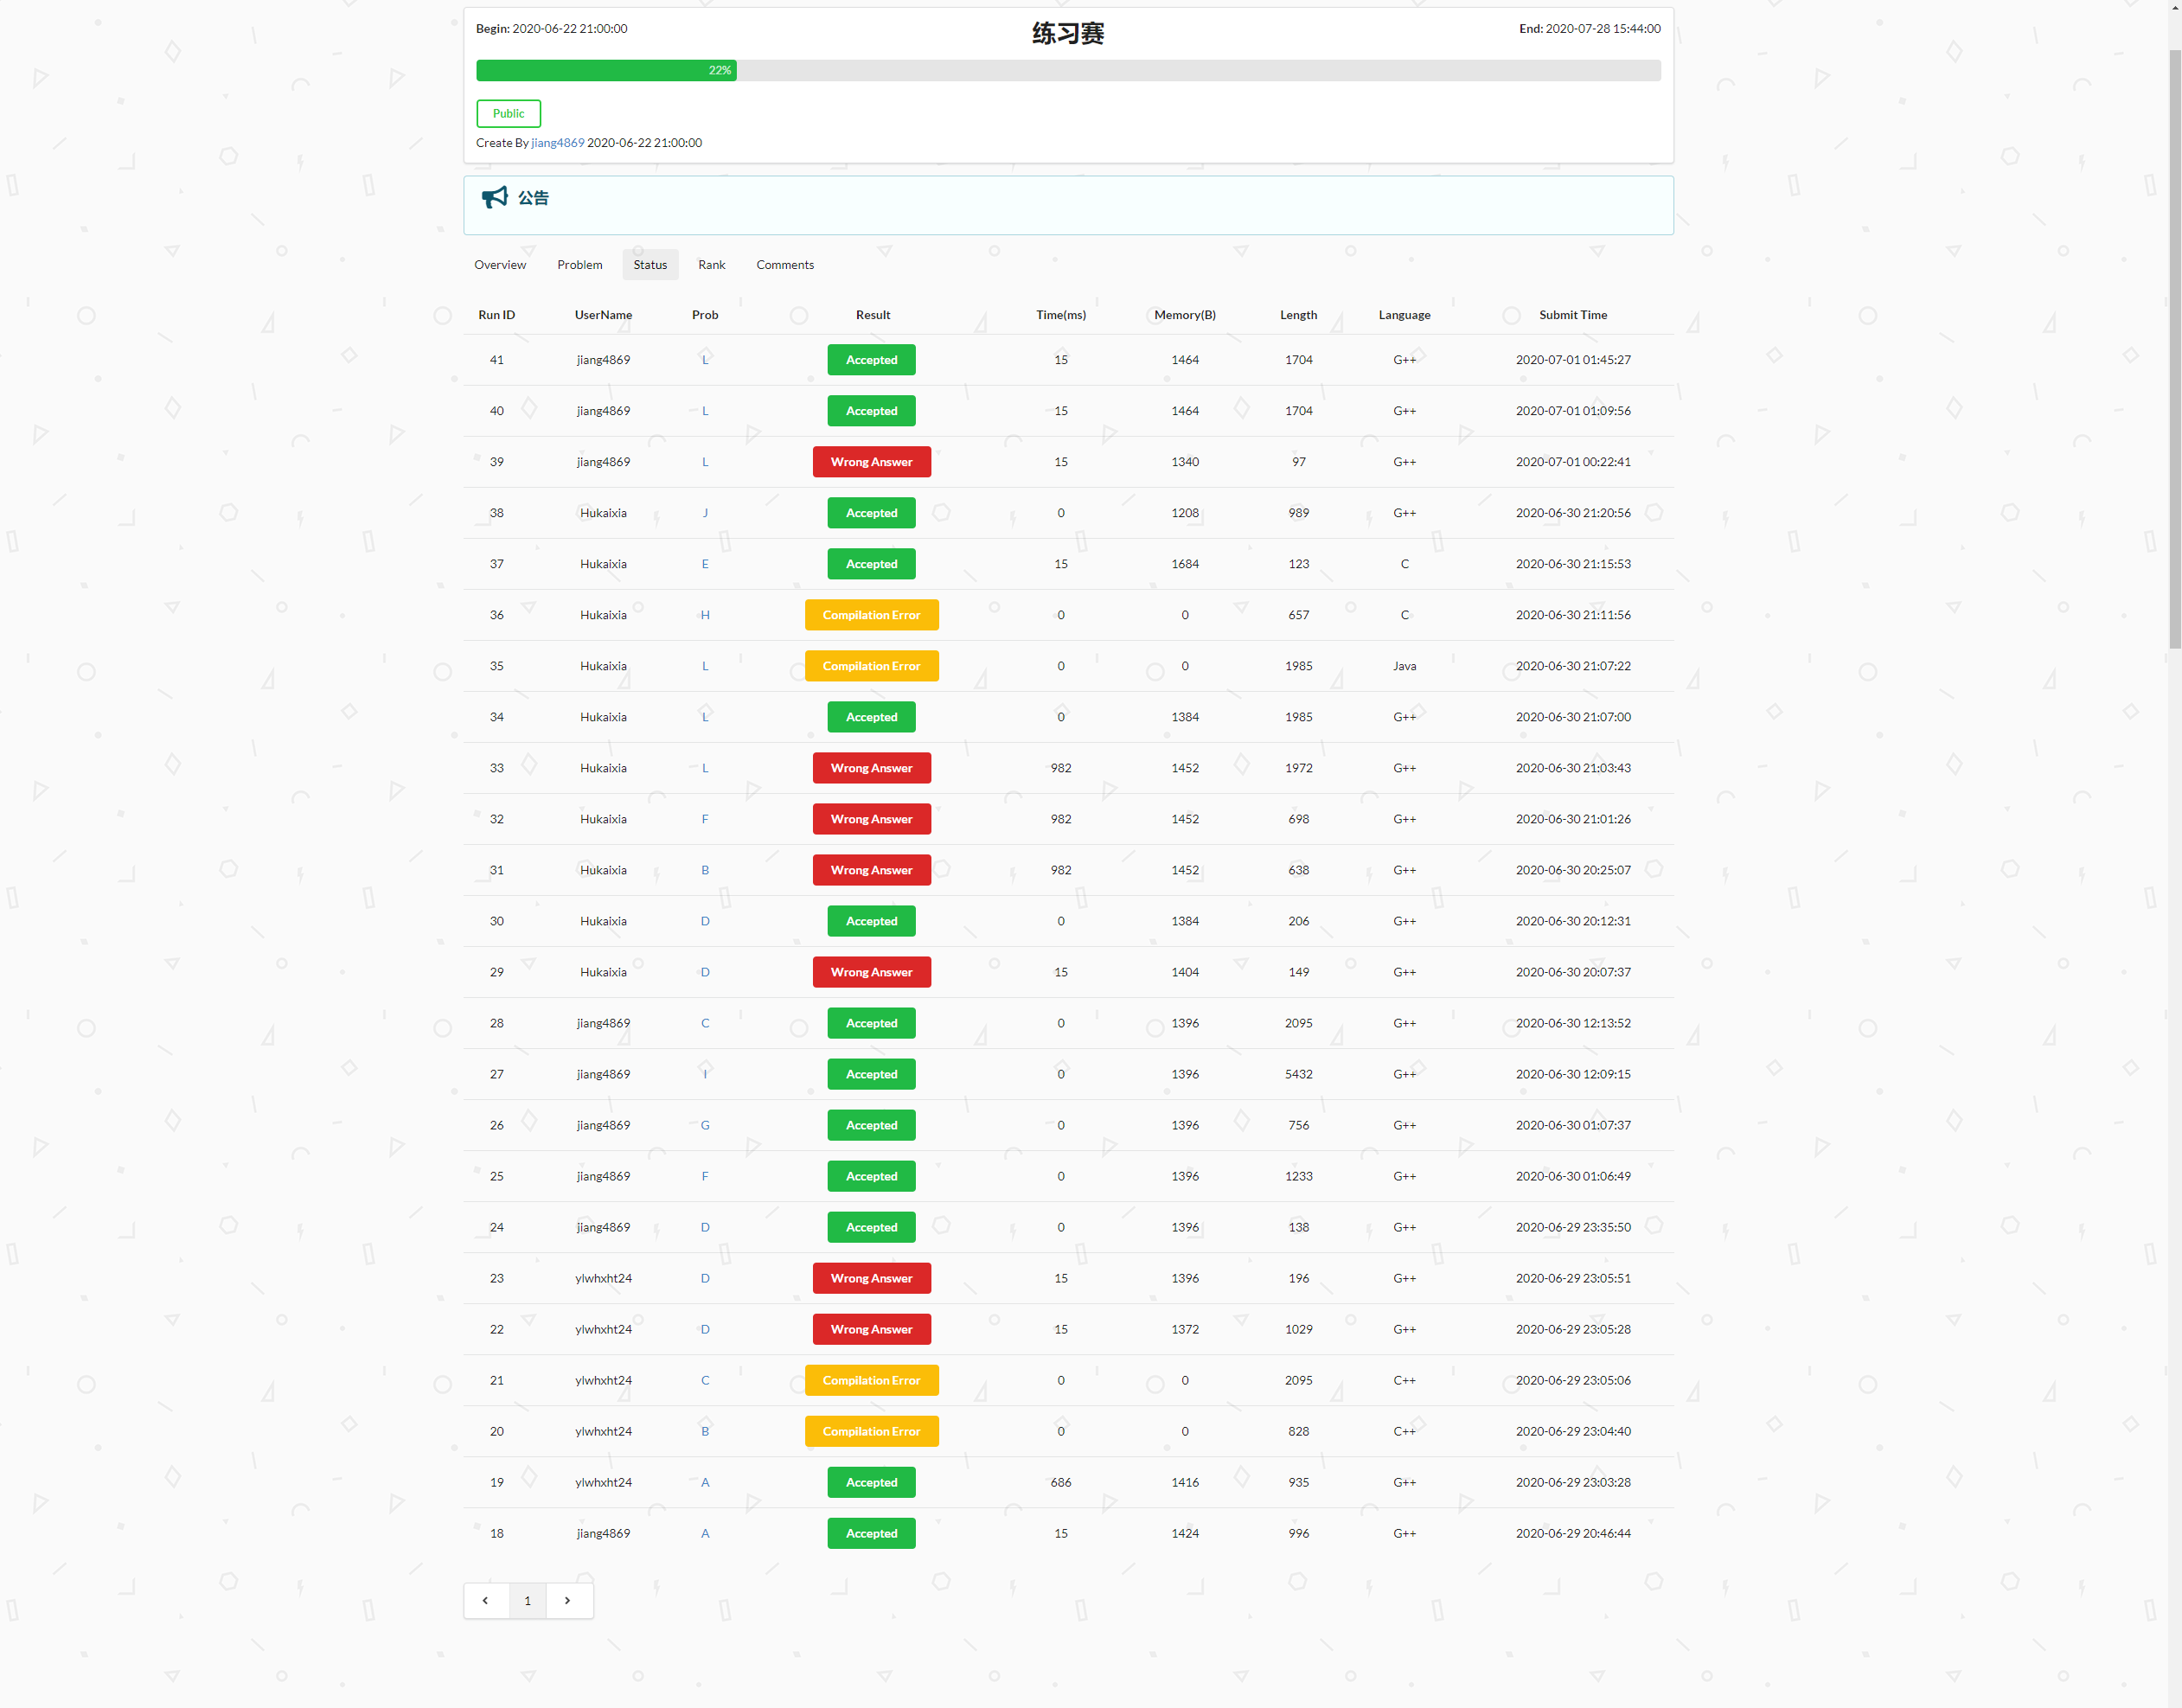 Begin: 2020-06-22 21:00:00 练习赛 End: 2020-07-28 15:44:00
22%
Public
Create By jiang4869 2020-06-22 21:00:00
公告
Overview Problem Status Rank Comments
Run ID UserName Prob Result Time(ms) Memory(B) Length Language Submit Time
41 jiang4869 L Accepted 15 1464 1704 G++ 2020-07-01 01:45:27
40 jiang4869 L Accepted 15 1464 1704 G++ 2020-07-01 01:09:56
39 jiang4869 L Wrong Answer 15 1340 97 G++ 2020-07-01 00:22:41
38 Hukaixia J Accepted 0 1208 989 G++ 2020-06-30 21:20:56
37 Hukaixia E Accepted 15 1684 123 C 2020-06-30 21:15:53
36 Hukaixia H Compilation Error 0 0 657 C 2020-06-30 21:11:56
35 Hukaixia L Compilation Error 0 0 1985 Java 2020-06-30 21:07:22
34 Hukaixia L Accepted 0 1384 1985 G++ 2020-06-30 21:07:00
33 Hukaixia L Wrong Answer 982 1452 1972 G++ 2020-06-30 21:03:43
32 Hukaixia F Wrong Answer 982 1452 698 G++ 2020-06-30 21:01:26
31 Hukaixia B Wrong Answer 982 1452 638 G++ 2020-06-30 20:25:07
30 Hukaixia D Accepted 0 1384 206 G++ 2020-06-30 20:12:31
29 Hukaixia D Wrong Answer 15 1404 149 G++ 2020-06-30 20:07:37
28 jiang4869 C Accepted 0 1396 2095 G++ 2020-06-30 12:13:52
27 jiang4869 I Accepted 0 1396 5432 G++ 2020-06-30 12:09:15
26 jiang4869 G Accepted 0 1396 756 G++ 2020-06-30 01:07:37
25 jiang4869 F Accepted 0 1396 1233 G++ 2020-06-30 01:06:49
24 jiang4869 D Accepted 0 1396 138 G++ 2020-06-29 23:35:50
23 ylwhxht24 D Wrong Answer 15 1396 196 G++ 2020-06-29 23:05:51
22 ylwhxht24 D Wrong Answer 15 1372 1029 G++ 2020-06-29 23:05:28
21 ylwhxht24 C Compilation Error 0 0 2095 C++ 2020-06-29 23:05:06
20 ylwhxht24 B Compilation Error 0 0 828 C++ 2020-06-29 23:04:40
19 ylwhxht24 A Accepted 686 1416 935 G++ 2020-06-29 23:03:28
18 jiang4869 A Accepted 15 1424 996 G++ 2020-06-29 20:46:44
1